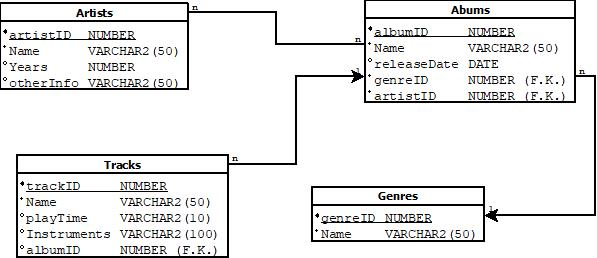 Artists
artistID NUMBER
Name VARCHAR2(50)
Years NUMBER
otherInfo VARCHAR2(50)
n
n
Abums
albumID NUMBER
Name VARCHAR2(50)
releaseDate DATE
genreID NUMBER (F.K.)
artistID NUMBER (F.K.)
1
n
n
Tracks
trackID NUMBER
Name VARCHAR2(50)
playTime VARCHAR2(10)
Instruments VARCHAR2(100)
albumID NUMBER (F.K.)
Genres
genreID NUMBER
Name VARCHAR2(50)
1